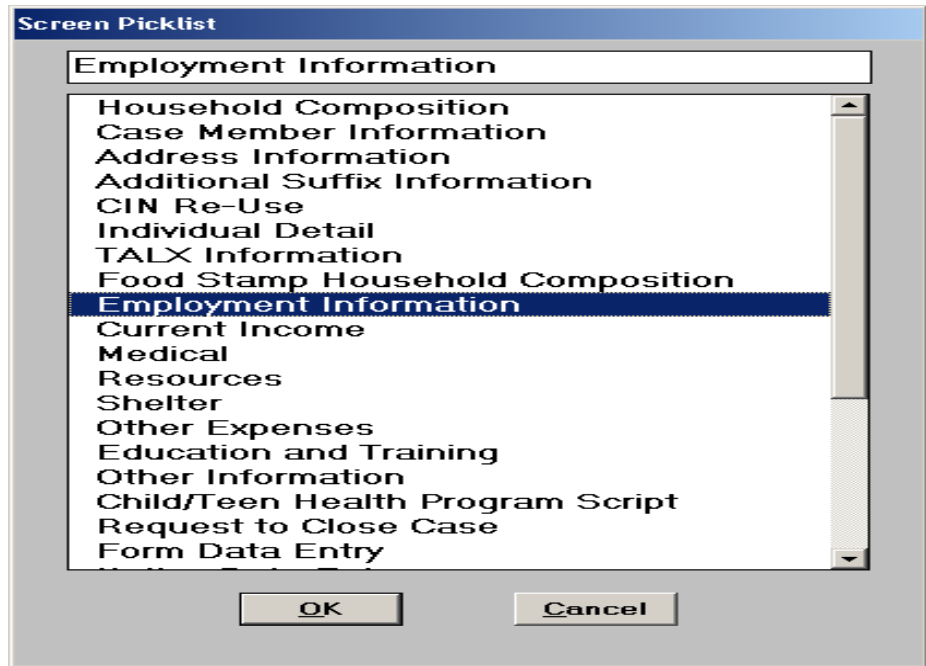 Screen Picklist
Employment Information
Household Composition
Case Member Information
Address Information
Additional Suffix Information
CIN Re-Use
Individual Detail
TALX Information
Food Stamp Household Composition
Employment Information
Current Income
Medical
Resources
Shelter
Other Expenses
Education and Training
Other Information
Child/Teen Health Program Script
Request to Close Case
Form Data Entry
OK
Cancel